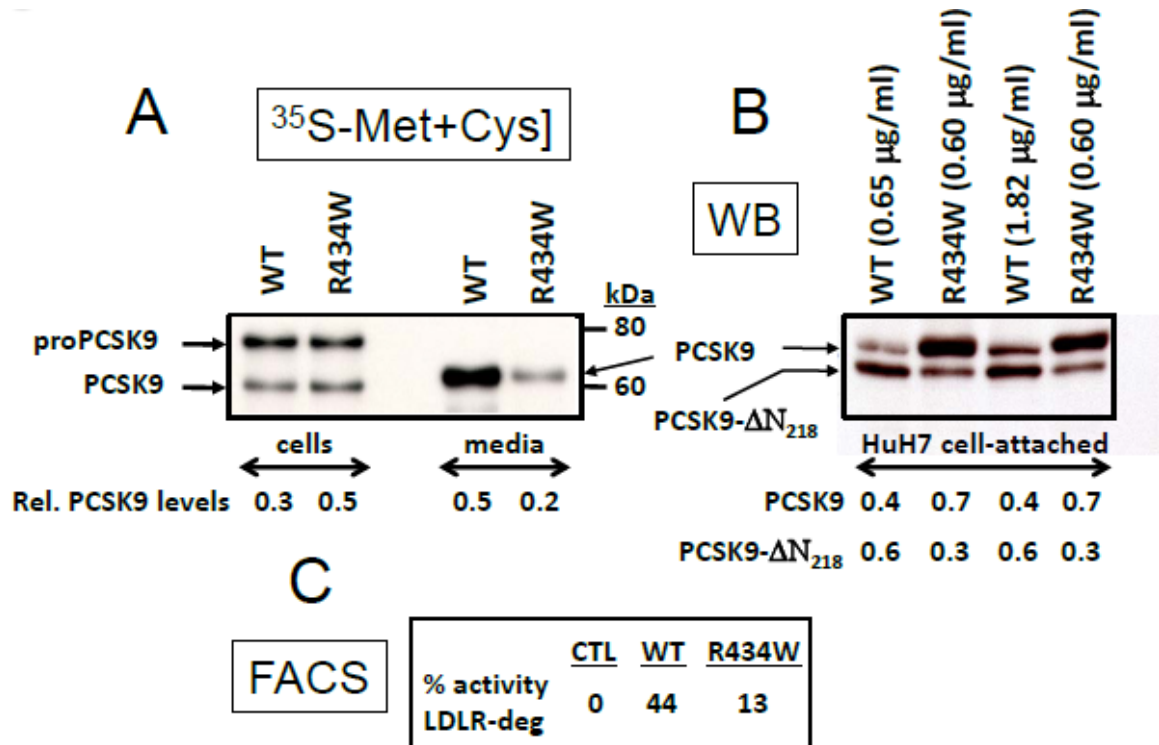 A
³⁵S-Met+Cys]
WT
R434W
WT
R434W
kDa
80
60
proPCSK9
PCSK9
PCSK9
cells
media
Rel. PCSK9 levels 0.3 0.5 0.5 0.2
B
WB
WT (0.65 µg/ml)
R434W (0.60 µg/ml)
WT (1.82 µg/ml)
R434W (0.60 µg/ml)
PCSK9-ΔN₂₁₈
HuH7 cell-attached
PCSK9 0.4 0.7 0.4 0.7
PCSK9-ΔN₂₁₈ 0.6 0.3 0.6 0.3
C
FACS
CTL WT R434W
% activity
LDLR-deg
0 44 13